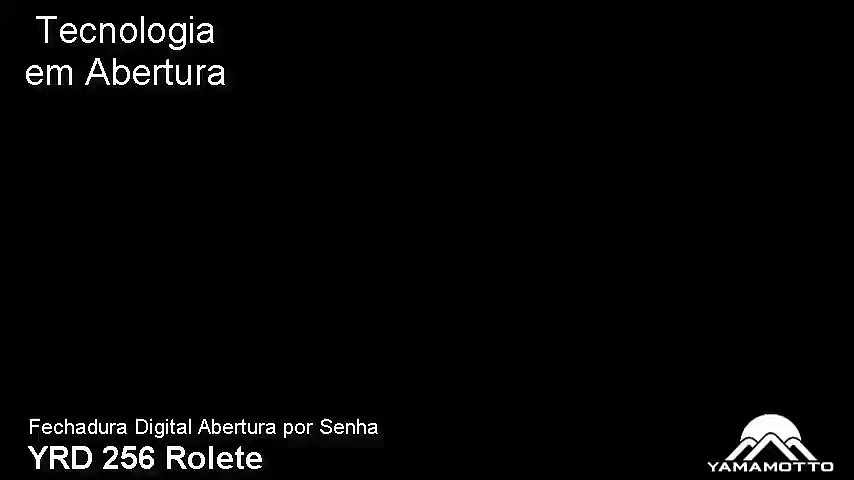 Tecnologia
em Abertura
Fechadura Digital Abertura por Senha
YRD 256 Rolete
YAMAMOTTO